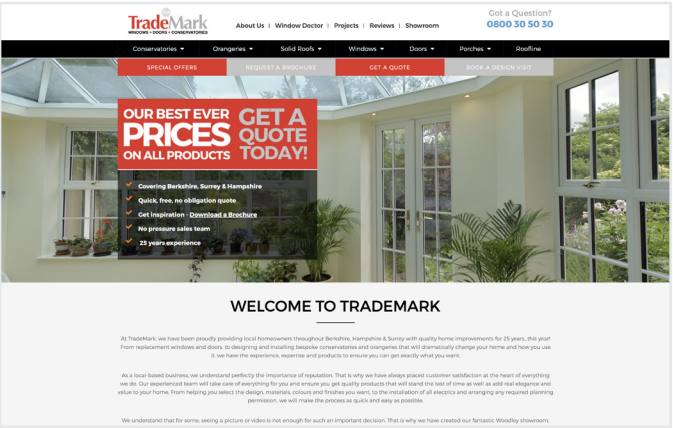 TradeMark
WINDOWS • DOORS • CONSERVATORIES
About Us | Window Doctor | Projects | Reviews | Showroom
Got a Question?
0800 30 50 30
Conservatories Orangeries Solid Roofs Windows Doors Porches Roofline
SPECIAL OFFERS REQUEST A BROCHURE GET A QUOTE BOOK A DESIGN VISIT
OUR BEST EVER
PRICES
ON ALL PRODUCTS
GET A
QUOTE
TODAY!
Covering Berkshire, Surrey & Hampshire
Quick, free, no obligation quote
Get inspiration - Download a Brochure
No pressure sales team
25 years experience
WELCOME TO TRADEMARK
At TradeMark, we have been proudly providing local homeowners throughout Berkshire, Hampshire & Surrey with quality home improvements for 25 years, this year!
From replacement windows and doors, to designing and installing bespoke conservatories and orangeries that will dramatically change your home and how you use
it, we have the experience, expertise and products to ensure you can get exactly what you want.
As a local-based business, we understand perfectly the importance of reputation. That is why we have always placed customer satisfaction at the heart of everything
we do. Our experienced team will take care of everything for you and ensure you get quality products that will stand the test of time as well as add real elegance and
value to your home. From helping you select the design, materials, colours and finishes you want, to the installation of all electrics and arranging any required planning
permission, we will make the process as quick and easy as possible.
We understand that for some, seeing a picture or video is not enough for such an important decision. That is why we have created our fantastic Woodley showroom,